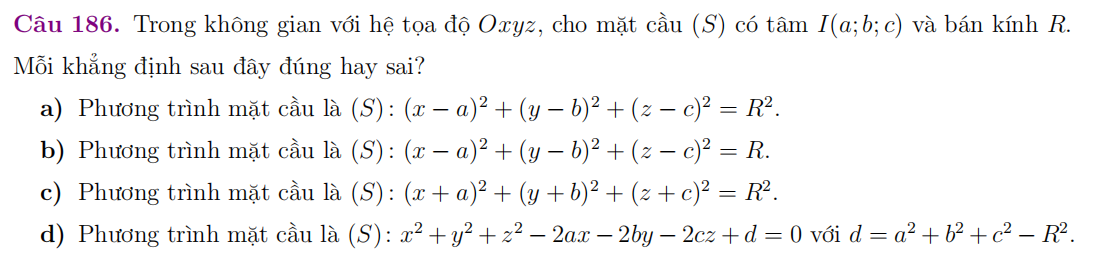 Câu 186. Trong không gian với hệ tọa độ Oxyz, cho mặt cầu (S) có tâm I(a; b; c) và bán kính R.
Mỗi khẳng định sau đây đúng hay sai?
a) Phương trình mặt cầu là (S): (x − a)² + (y − b)² + (z − c)² = R².
b) Phương trình mặt cầu là (S): (x − a)² + (y − b)² + (z − c)² = R.
c) Phương trình mặt cầu là (S): (x + a)² + (y + b)² + (z + c)² = R².
d) Phương trình mặt cầu là (S): x² + y² + z² − 2ax − 2by − 2cz + d = 0 với d = a² + b² + c² − R².